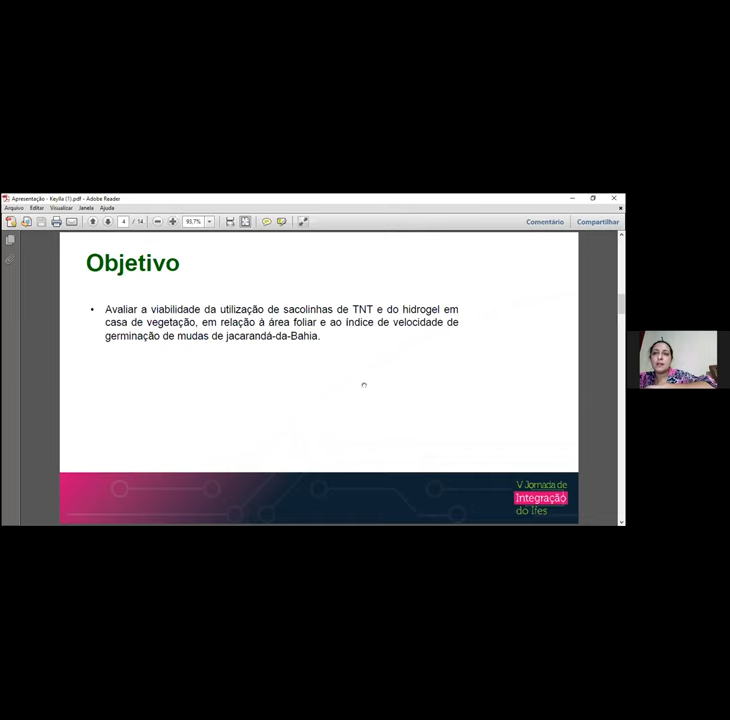 Apresentação - Keylla (1).pdf - Adobe Reader
Arquivo Editar Visualizar Janela Ajuda
4 / 14 93,7% Comentário Compartilhar
Objetivo
• Avaliar a viabilidade da utilização de sacolinhas de TNT e do hidrogel em
casa de vegetação, em relação à área foliar e ao índice de velocidade de
germinação de mudas de jacarandá-da-Bahia.
V Jornada de
Integração
do Ifes